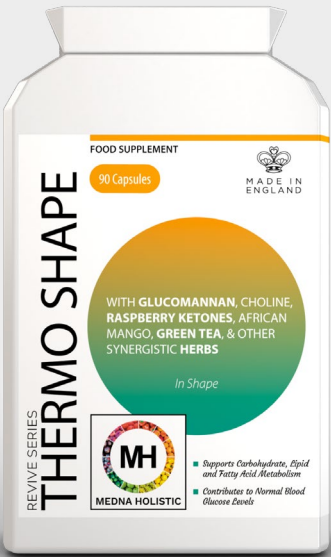 FOOD SUPPLEMENT
90 Capsules
MADE IN
ENGLAND
REVIVE SERIES
THERMO SHAPE
WITH GLUCOMANNAN, CHOLINE,
RASPBERRY KETONES, AFRICAN
MANGO, GREEN TEA, & OTHER
SYNERGISTIC HERBS
In Shape
MH
MEDNA HOLISTIC
Supports Carbohydrate, Lipid
and Fatty Acid Metabolism
Contributes to Normal Blood
Glucose Levels